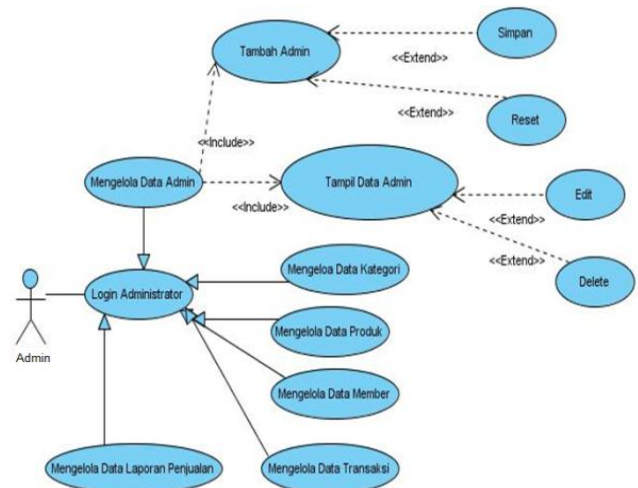 Simpan
Tambah Admin
<<Extend>>
<<Extend>>
Reset
<<Include>>
Mengelola Data Admin
Tampil Data Admin
<<Include>>
Edit
<<Extend>>
<<Extend>>
Delete
Mengeloa Data Kategori
Login Administrator
Mengelola Data Produk
Admin
Mengelola Data Member
Mengelola Data Laporan Penjualan
Mengelola Data Transaksi